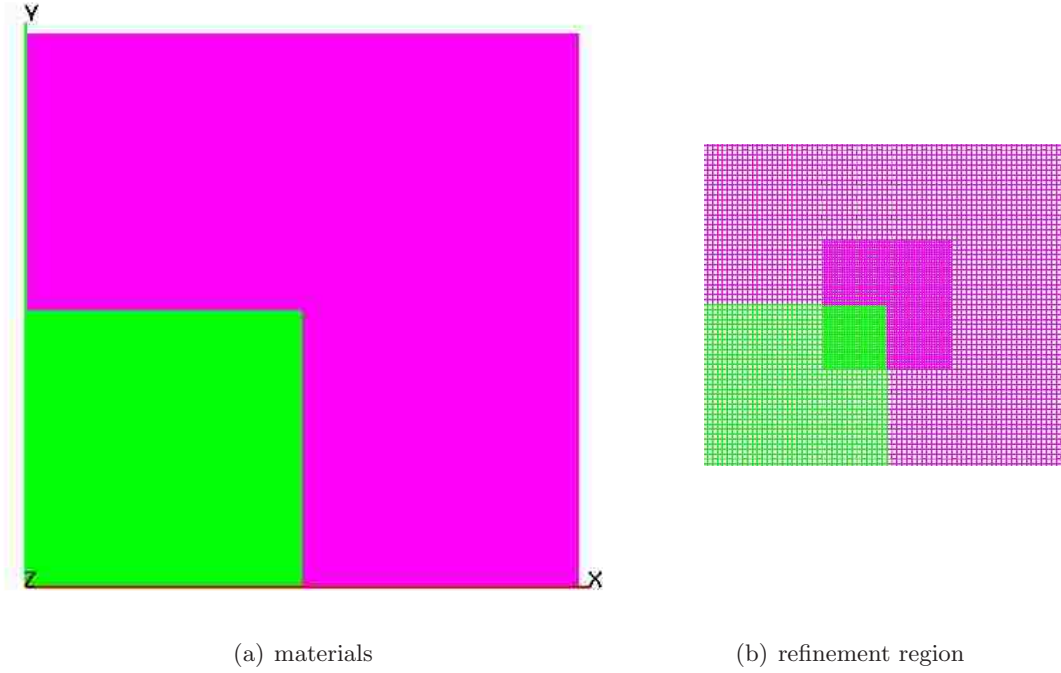 Y
Z
X
(a) materials
(b) refinement region